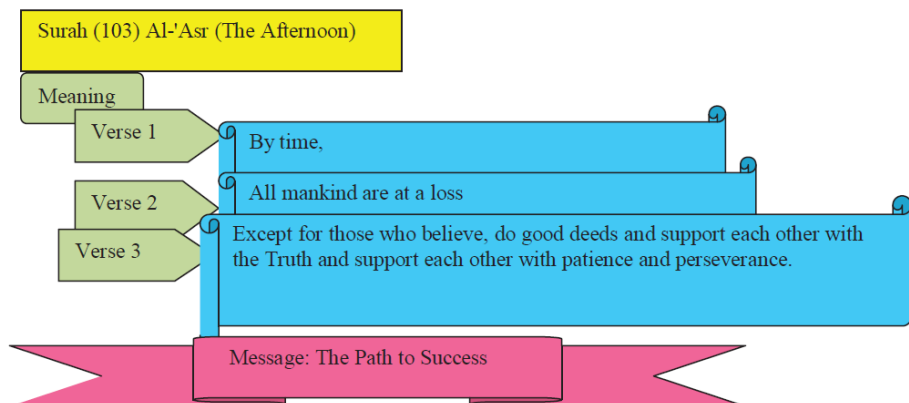 Surah (103) Al-'Asr (The Afternoon)
Meaning
Verse 1
By time,
Verse 2
All mankind are at a loss
Verse 3
Except for those who believe, do good deeds and support each other with
the Truth and support each other with patience and perseverance.
Message: The Path to Success